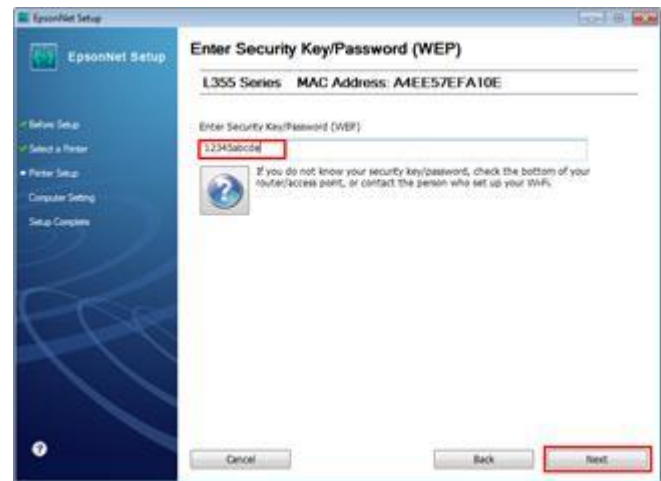 EpsonNet Setup
EpsonNet Setup
Enter Security Key/Password (WEP)
L355 Series MAC Address: A4EE57EFA10E
Before Setup
Select a Printer
Printer Setup
Computer Setting
Setup Complete
Enter Security Key/Password (WEP)
12345abcde
If you do not know your security key/password, check the bottom of your
router/access point, or contact the person who set up your Wi-Fi.
?
?
Cancel
Back
Next